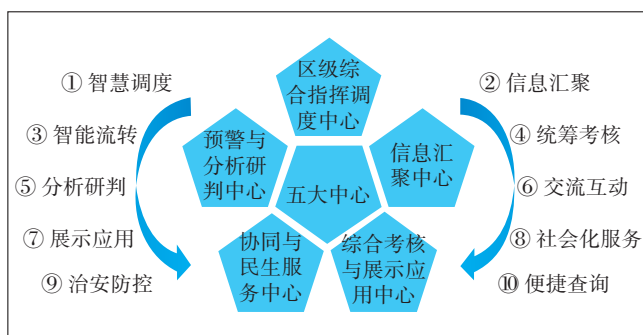 区级综
合指挥调
度中心
① 智慧调度
② 信息汇聚
③ 智能流转
④ 统筹考核
预警与
分析研
判中心
信息汇
聚中心
五大中心
⑤ 分析研判
⑥ 交流互动
协同与
民生服
务中心
综合考核
与展示应
用中心
⑦ 展示应用
⑧ 社会化服务
⑨ 治安防控
⑩ 便捷查询